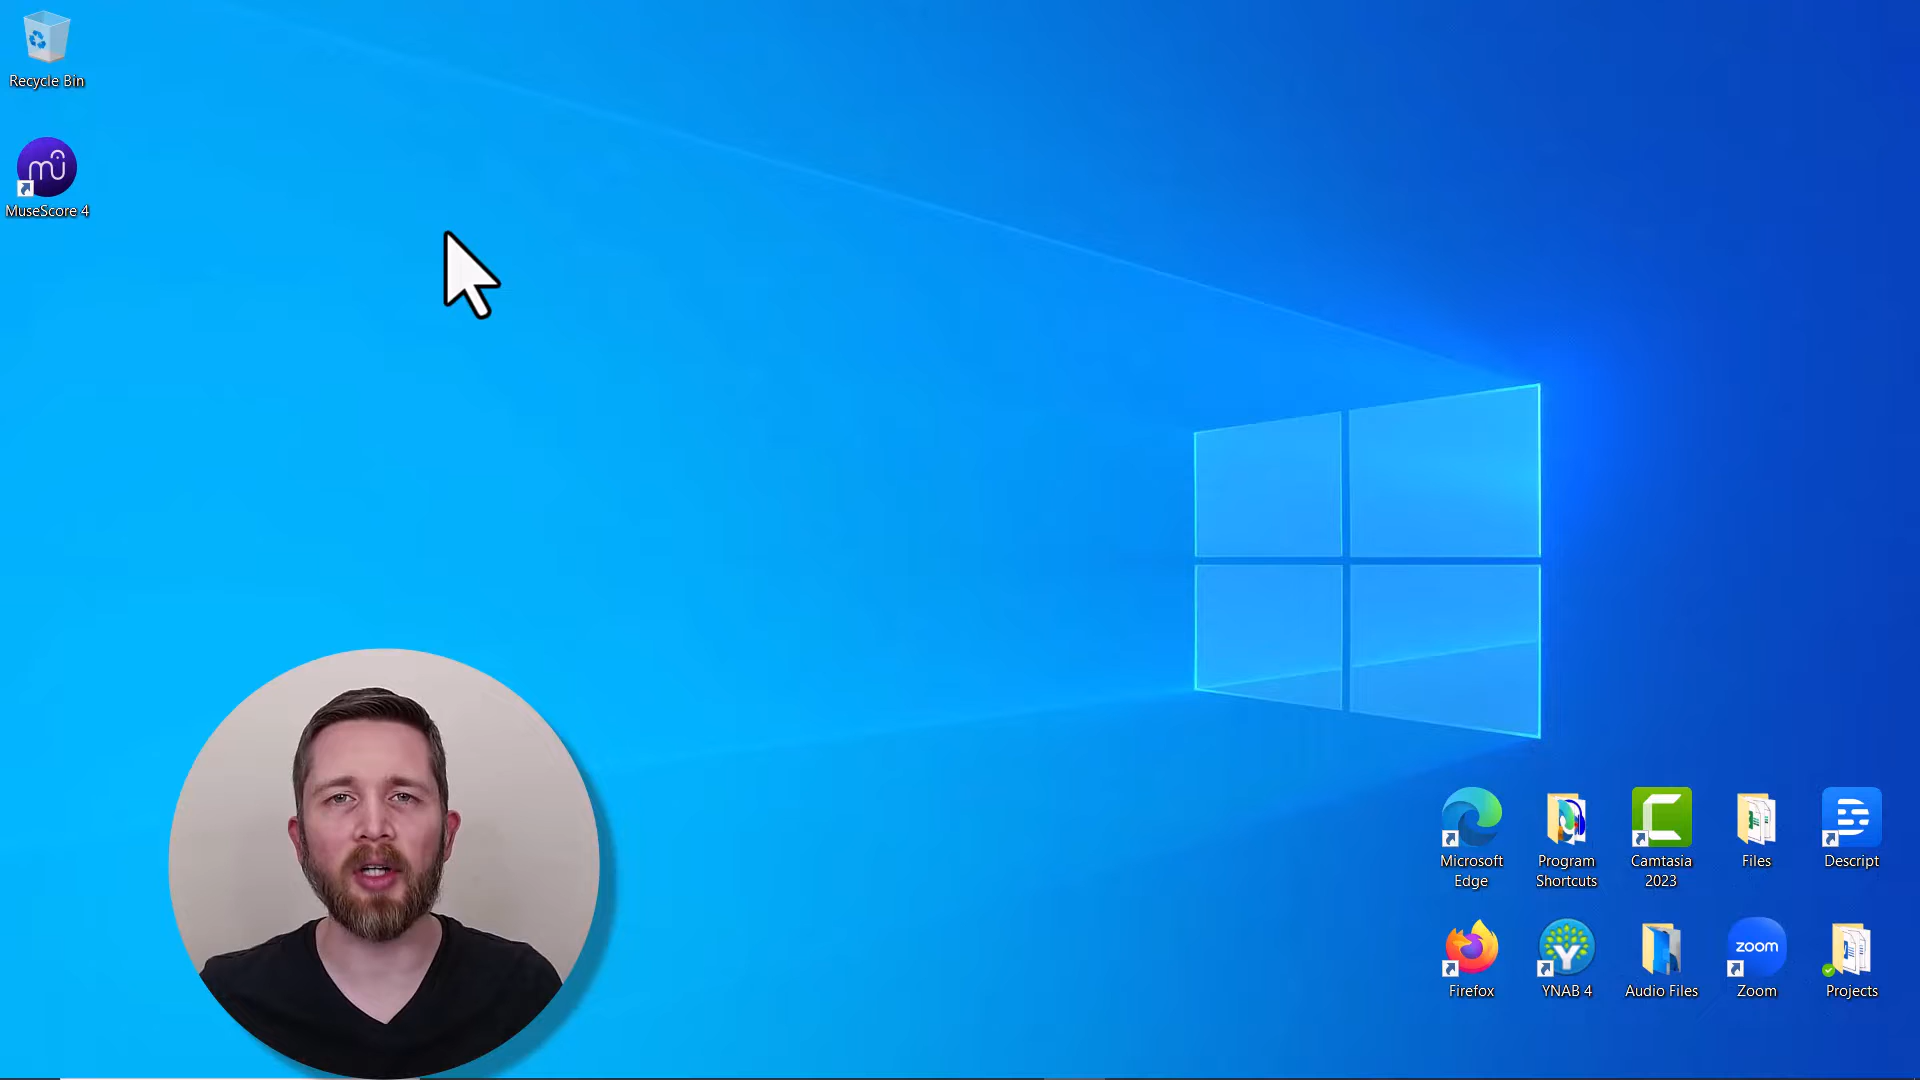 Recycle Bin
MuseScore 4
Microsoft
Edge
Program
Shortcuts
Camtasia
2023
Files
Descript
Firefox
YNAB 4
Audio Files
zoom
Zoom
Projects